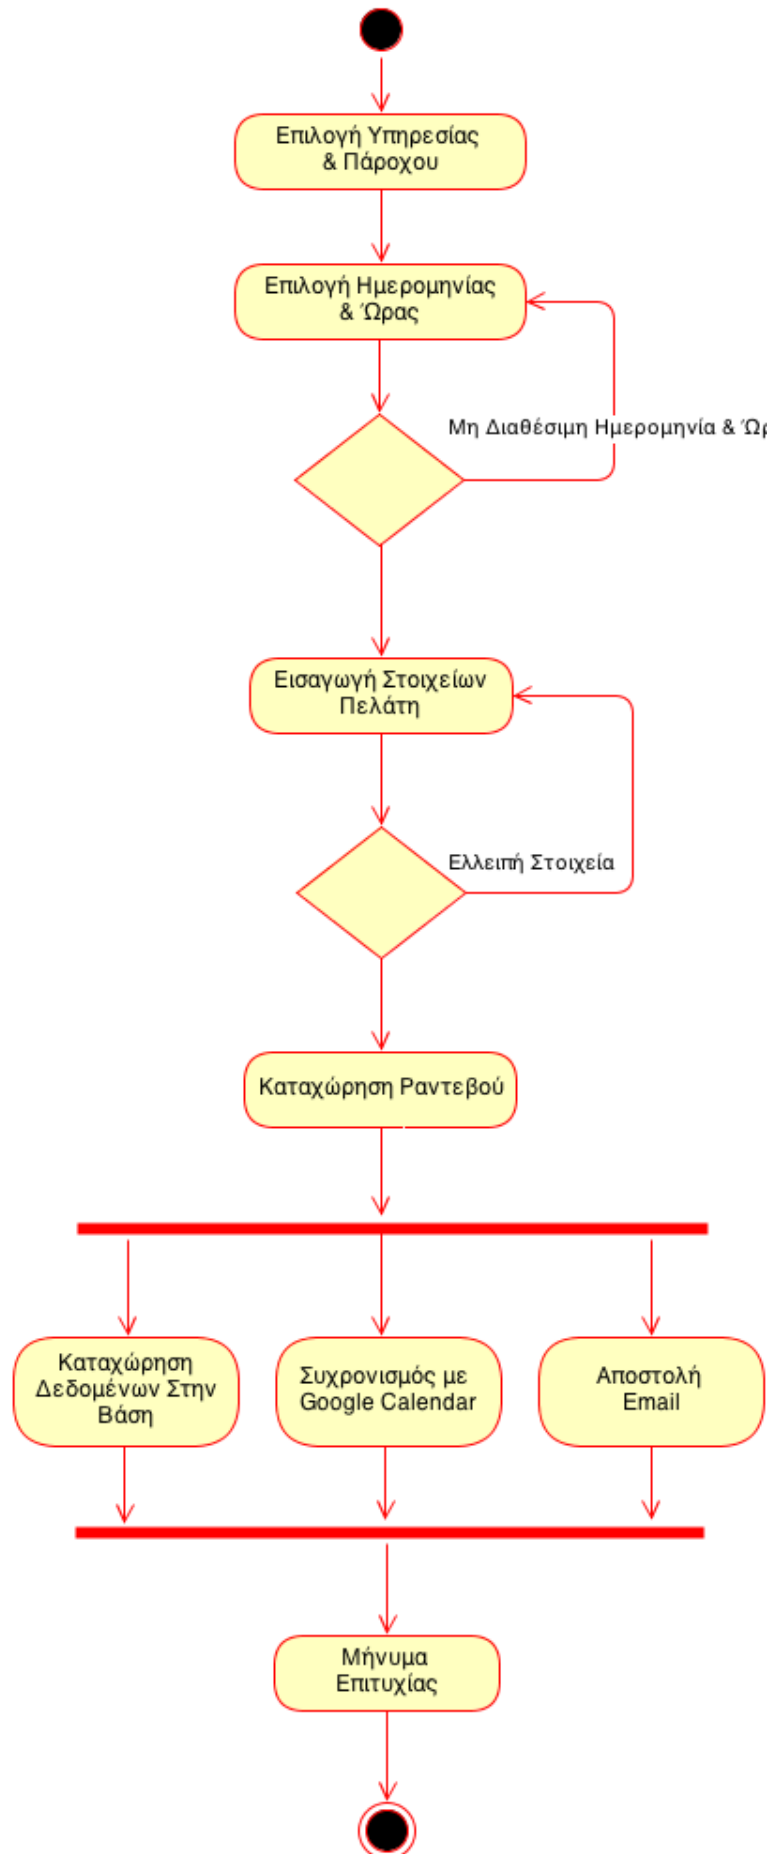 Επιλογή Υπηρεσίας
& Πάροχου
Επιλογή Ημερομηνίας
& Ώρας
Μη Διαθέσιμη Ημερομηνία &
Εισαγωγή Στοιχείων
Πελάτη
Ελλειπή Στοιχεία
Καταχώρηση Ραντεβού
Καταχώρηση
Δεδομένων Στην
Βάση
Συχρονισμός με
Google Calendar
Αποστολή
Email
Μήνυμα
Επιτυχίας